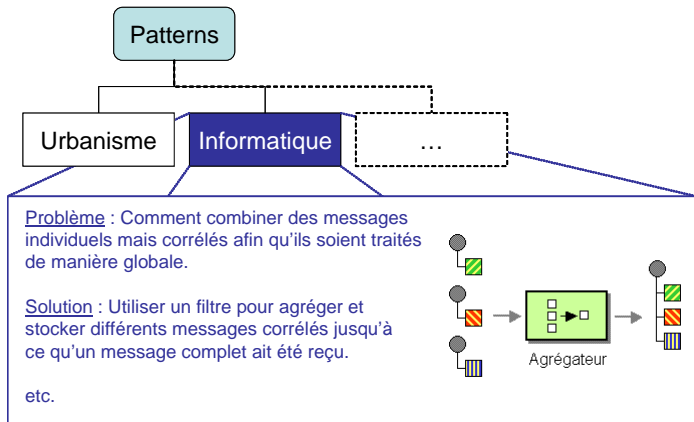 Patterns
Urbanisme
Informatique
...
Problème : Comment combiner des messages
individuels mais corrélés afin qu'ils soient traités
de manière globale.
Solution : Utiliser un filtre pour agréger et
stocker différents messages corrélés jusqu'à
ce qu'un message complet ait été reçu.
etc.
Agrégateur